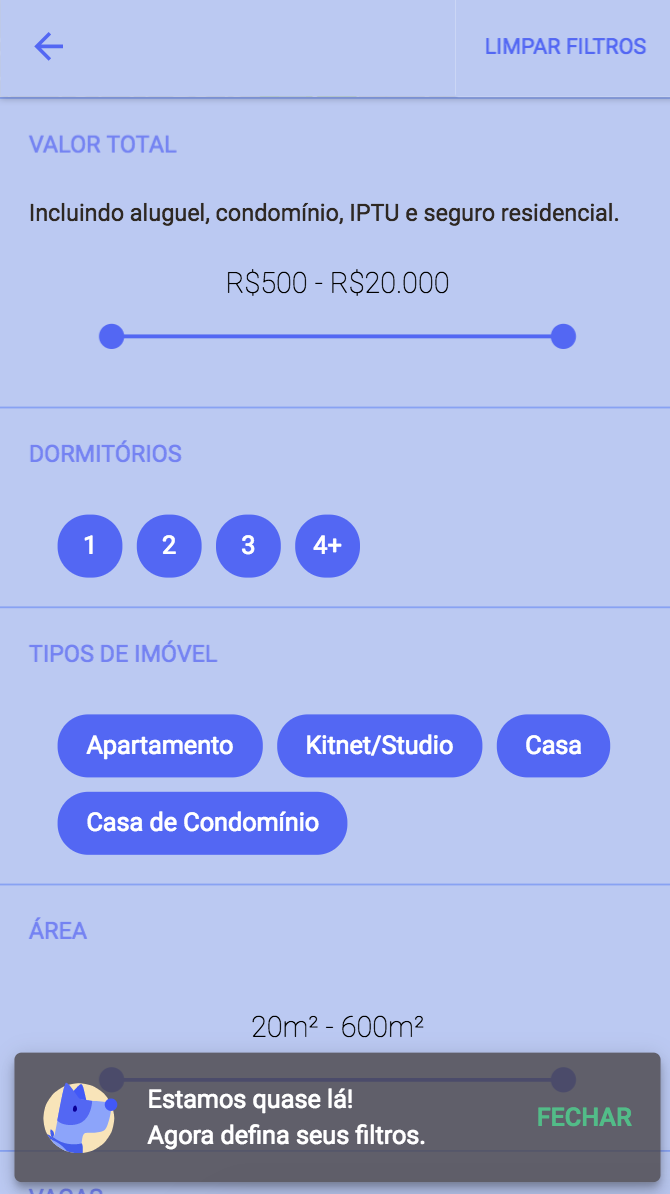 LIMPAR FILTROS
VALOR TOTAL
Incluindo aluguel, condomínio, IPTU e seguro residencial.
R$500 - R$20.000
DORMITÓRIOS
1 2 3 4+
TIPOS DE IMÓVEL
Apartamento Kitnet/Studio Casa
Casa de Condomínio
ÁREA
20m² - 600m²
Estamos quase lá!
Agora defina seus filtros.
FECHAR
VAGAS